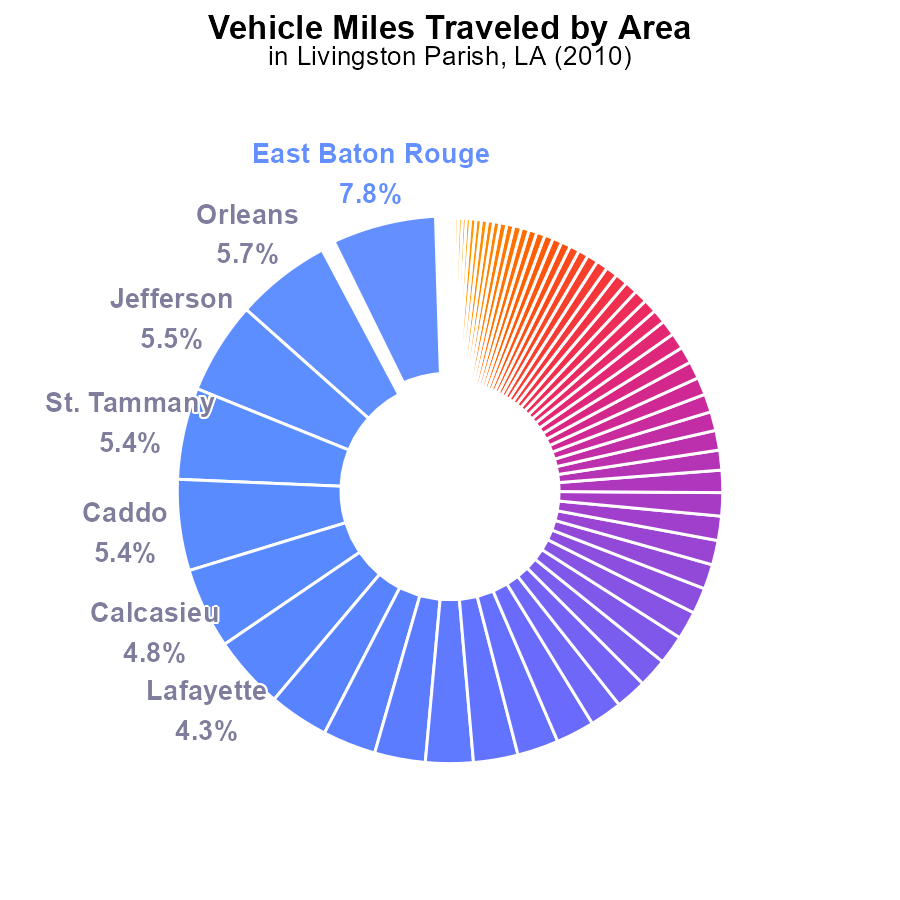 Vehicle Miles Traveled by Area
in Livingston Parish, LA (2010)
East Baton Rouge
7.8%
Orleans
5.7%
Jefferson
5.5%
St. Tammany
5.4%
Caddo
5.4%
Calcasieu
4.8%
Lafayette
4.3%